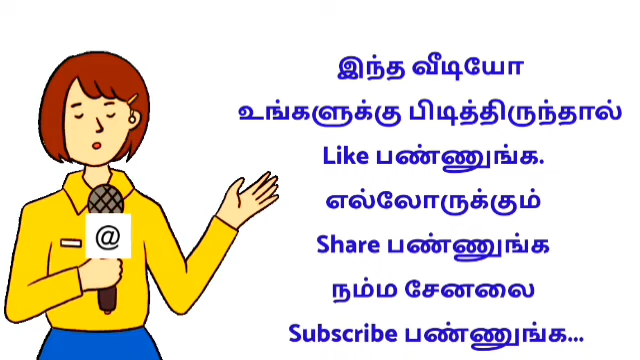 இந்த வீடியோ
உங்களுக்கு பிடித்திருந்தால்
Like பண்ணுங்க.
எல்லோருக்கும்
Share பண்ணுங்க
நம்ம சேனலை
Subscribe பண்ணுங்க...
@